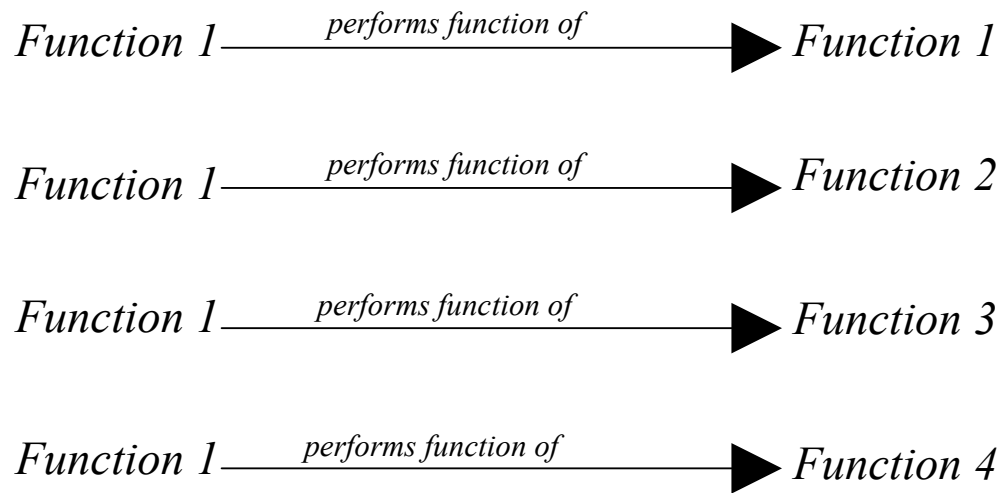 Function 1 performs function of Function 1
Function 1 performs function of Function 2
Function 1 performs function of Function 3
Function 1 performs function of Function 4